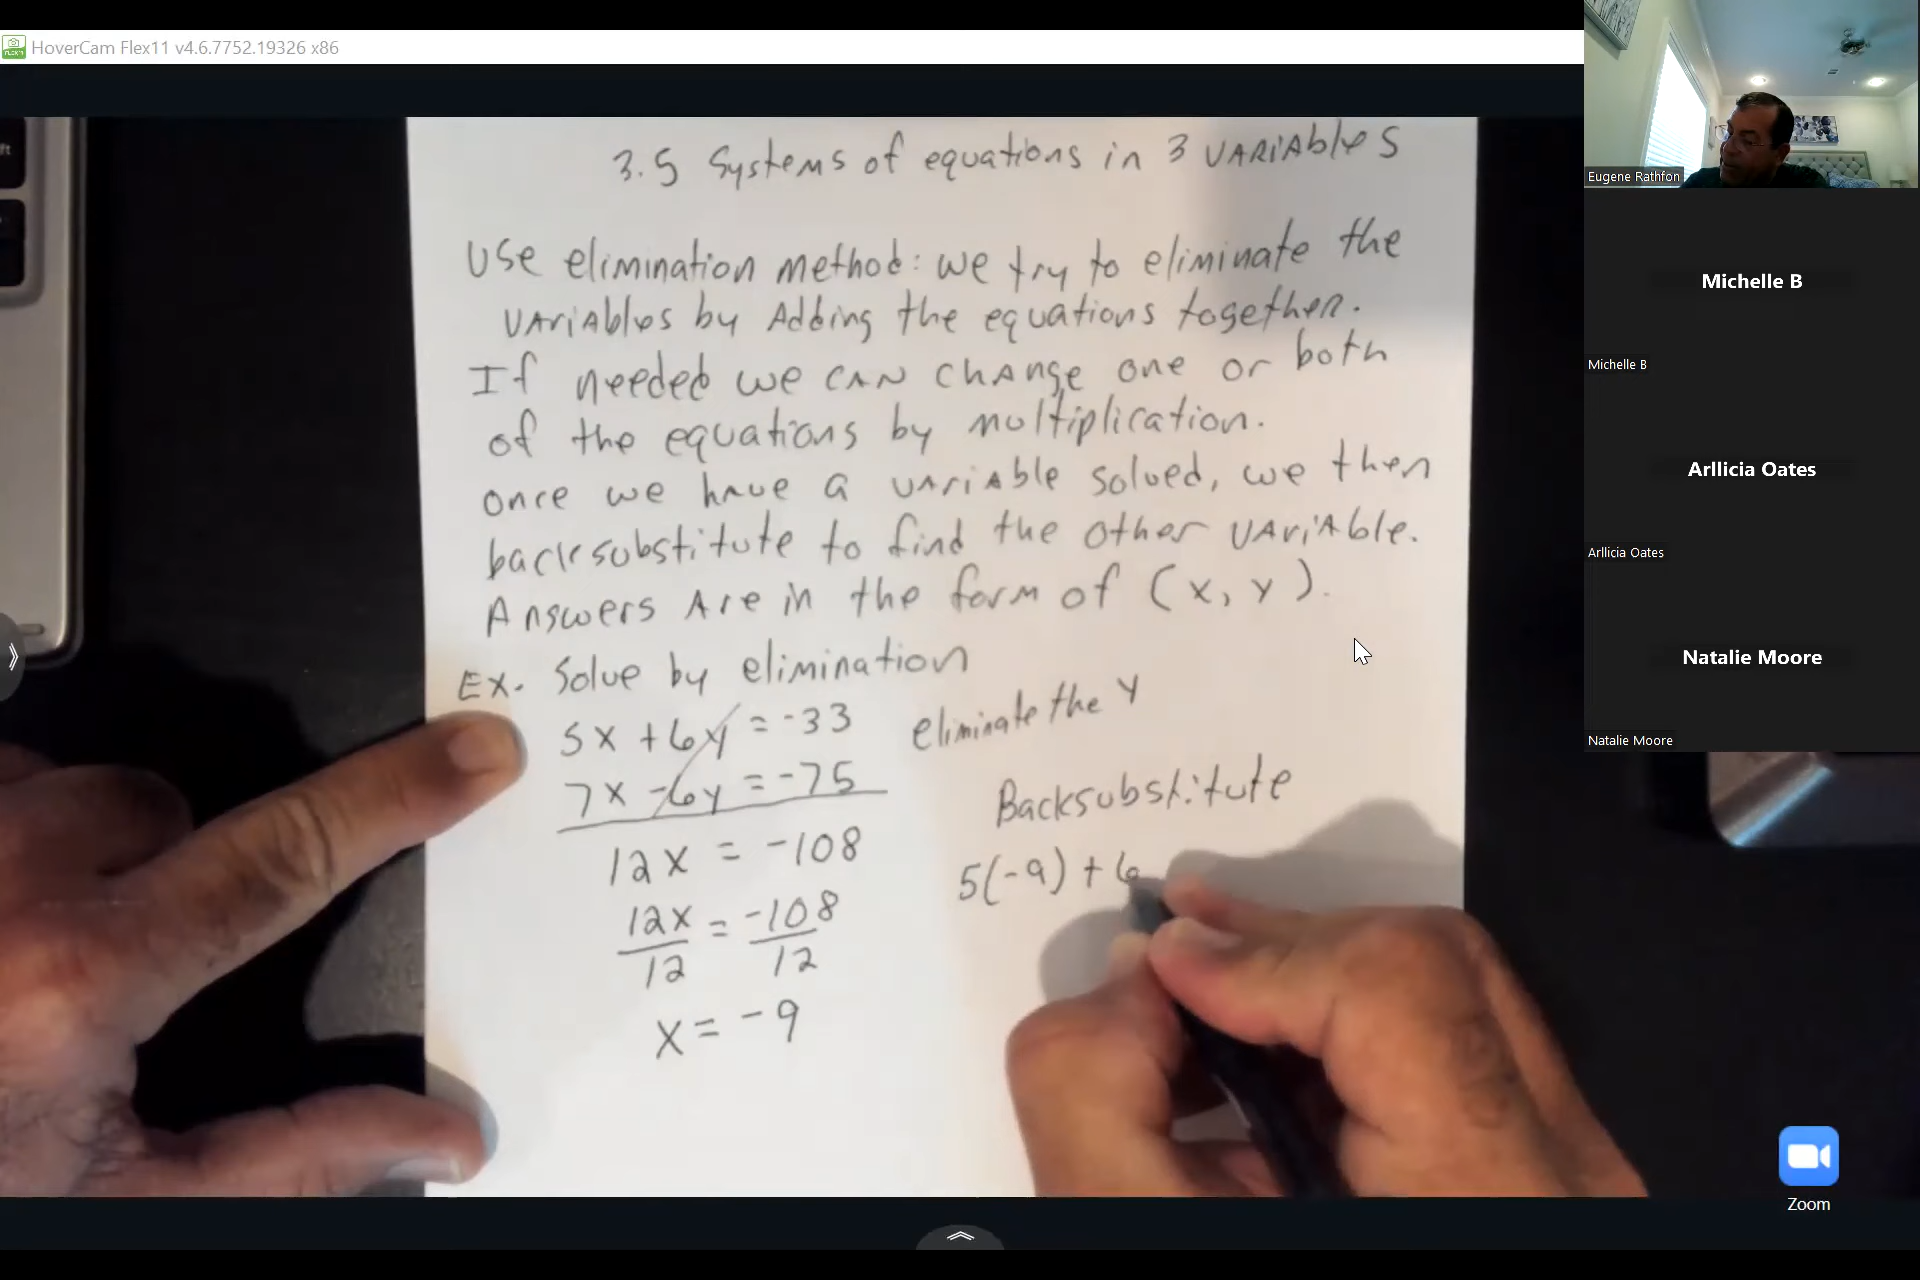 HoverCam Flex11 v4.6.7752.19326 x86
3.5 Systems of equations in 3 VARiAbles
Use elimination method: we try to eliminate the
VARiAbles by Adding the equations together.
If needed we CAN change one or both
of the equations by multiplication.
once we have a variable solved, we then
backsubstitute to find the other VARiAble.
Answers Are in the form of (x, y).
Ex. Solve by elimination
5x + 6y = -33
eliminate the y
7x - 6y = -75
Backsubstitute
12x = -108
5(-9) + 6
12x = -108
12 12
x = -9
Eugene Rathfon
Michelle B
Michelle B
Arllicia Oates
Arllicia Oates
Natalie Moore
Natalie Moore
Zoom